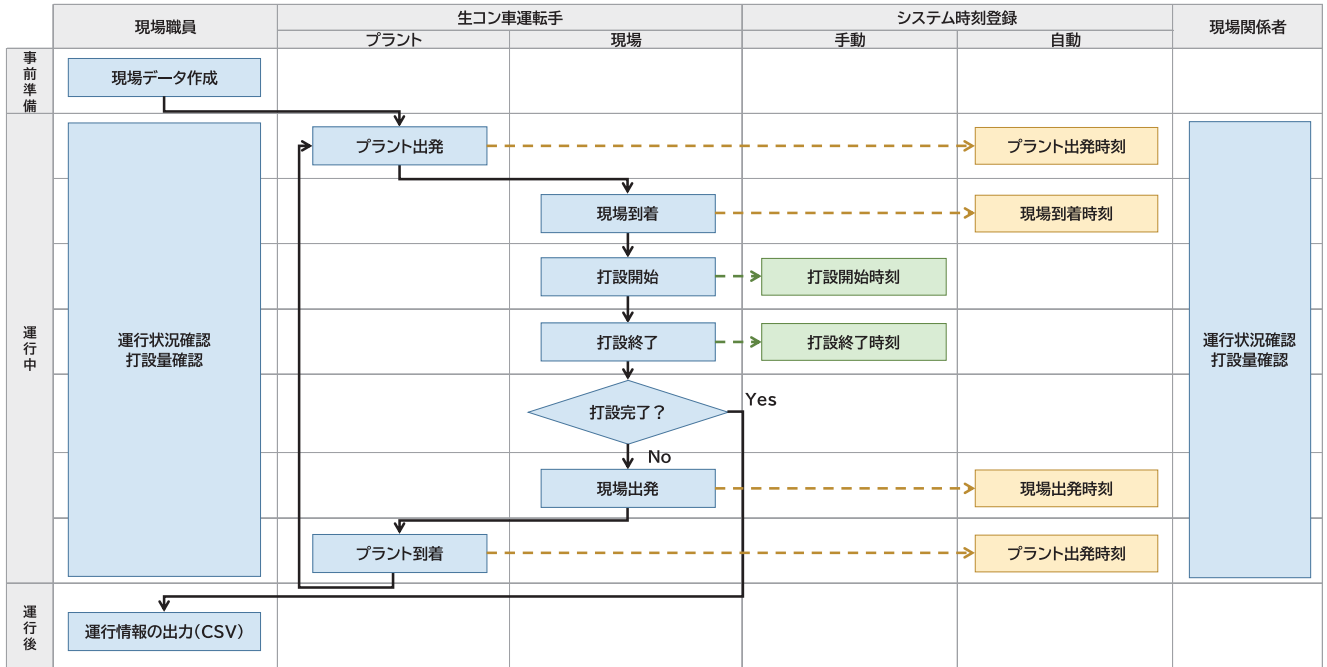 現場職員
生コン車運転手
システム時刻登録
現場関係者
プラント
現場
手動
自動
事前準備
現場データ作成
運行中
運行状況確認
打設量確認
プラント出発
プラント出発時刻
現場到着
現場到着時刻
打設開始
打設開始時刻
打設終了
打設終了時刻
運行状況確認
打設量確認
打設完了？
Yes
No
現場出発
現場出発時刻
プラント到着
プラント出発時刻
運行後
運行情報の出力(CSV)